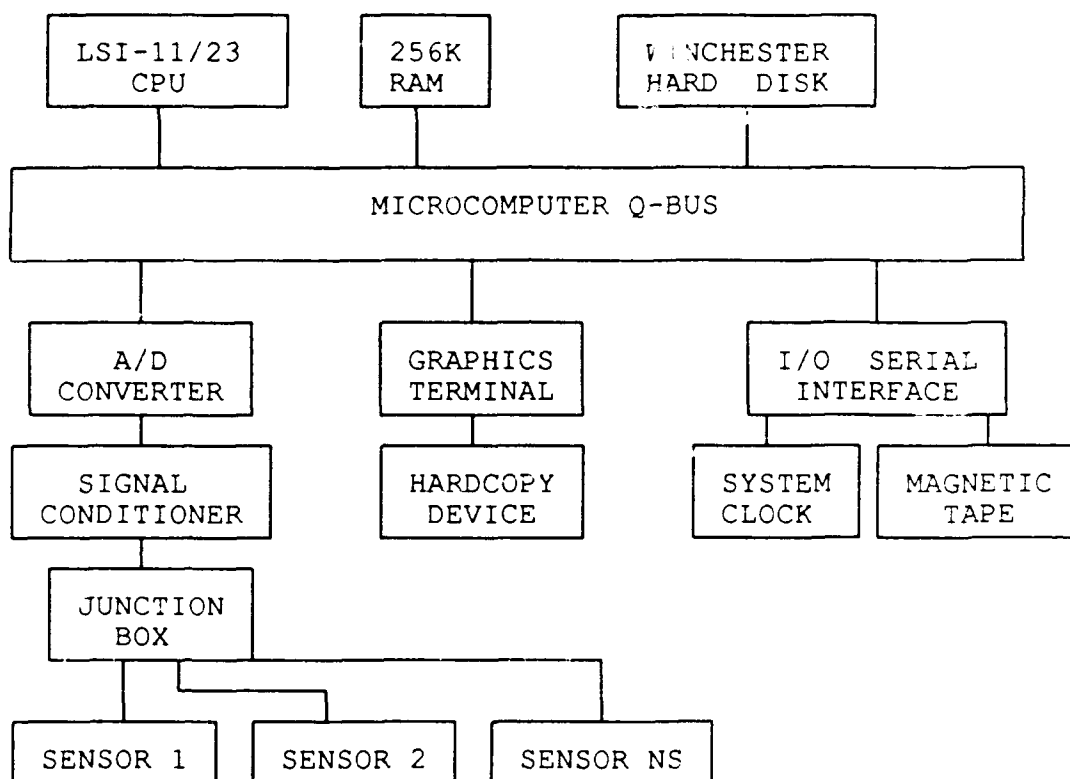 LSI-11/23
CPU
256K
RAM
WINCHESTER
HARD DISK
MICROCOMPUTER Q-BUS
A/D
CONVERTER
GRAPHICS
TERMINAL
I/O SERIAL
INTERFACE
SIGNAL
CONDITIONER
HARDCOPY
DEVICE
SYSTEM
CLOCK
MAGNETIC
TAPE
JUNCTION
BOX
SENSOR 1
SENSOR 2
SENSOR NS